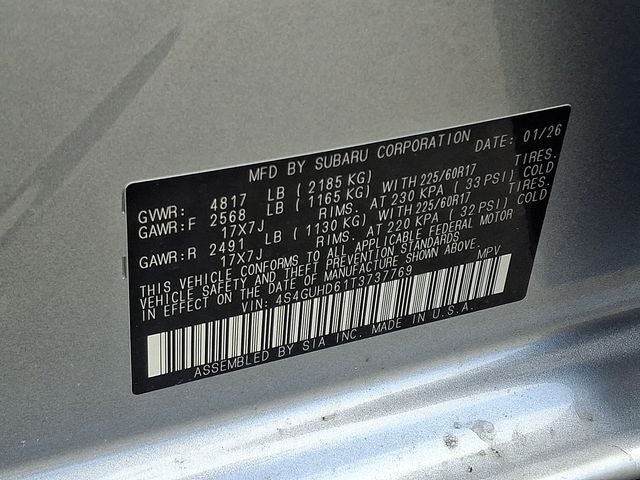 MFD BY SUBARU CORPORATION DATE: 01/26
GVWR: 4817 LB (2185 KG)
GAWR:F 2568 LB (1165 KG) WITH 225/60R17 TIRES.
17X7J RIMS. AT 230 KPA (33 PSI) COLD
GAWR:R 2491 LB (1130 KG) WITH 225/60R17 TIRES.
17X7J RIMS. AT 220 KPA (32 PSI) COLD
THIS VEHICLE CONFORMS TO ALL APPLICABLE FEDERAL MOTOR
VEHICLE SAFETY AND THEFT PREVENTION STANDARDS
IN EFFECT ON THE DATE OF MANUFACTURE SHOWN ABOVE.
VIN: 4S4GUHD61T3737769 MPV
ASSEMBLED BY SIA INC. MADE IN U.S.A.